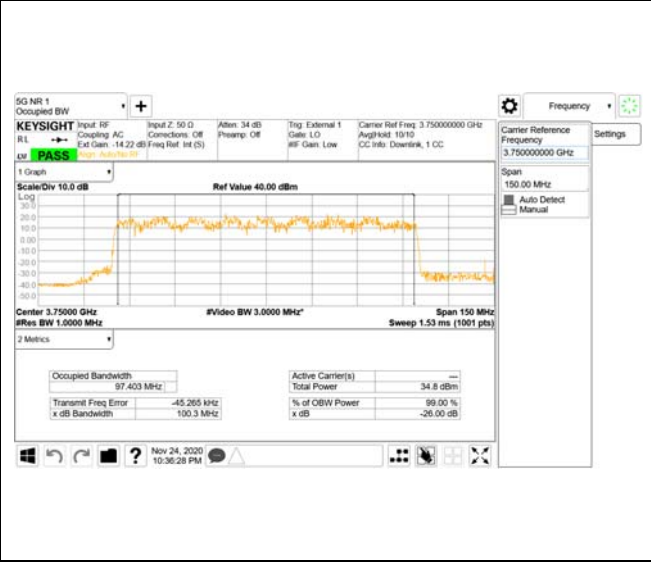 5G NR 1
Occupied BW
Frequency
KEYSIGHT
RL
PASS
Input: RF
Coupling: AC
Ext Gain: -14.22 dB
Align: Auto/No RF
Input Z: 50 Ω
Corrections: Off
Freq Ref: Int (S)
Atten: 34 dB
Preamp: Off
Trig: External 1
Gate: LO
#IF Gain: Low
Carrier Ref Freq: 3.750000000 GHz
Avg|Hold: 10/10
CC Info: Downlink, 1 CC
Carrier Reference
Frequency
3.750000000 GHz
Settings
Span
150.00 MHz
Auto Detect
Manual
1 Graph
Scale/Div 10.0 dB
Ref Value 40.00 dBm
Log
30.0
20.0
10.0
0.00
-10.0
-20.0
-30.0
-40.0
-50.0
Center 3.75000 GHz
#Video BW 3.0000 MHz*
Span 150 MHz
#Res BW 1.0000 MHz
Sweep 1.53 ms (1001 pts)
2 Metrics
Occupied Bandwidth
97.403 MHz
Transmit Freq Error -45.265 kHz
x dB Bandwidth 100.3 MHz
Active Carrier(s) —
Total Power 34.8 dBm
% of OBW Power 99.00 %
x dB -26.00 dB
?
Nov 24, 2020
10:36:28 PM